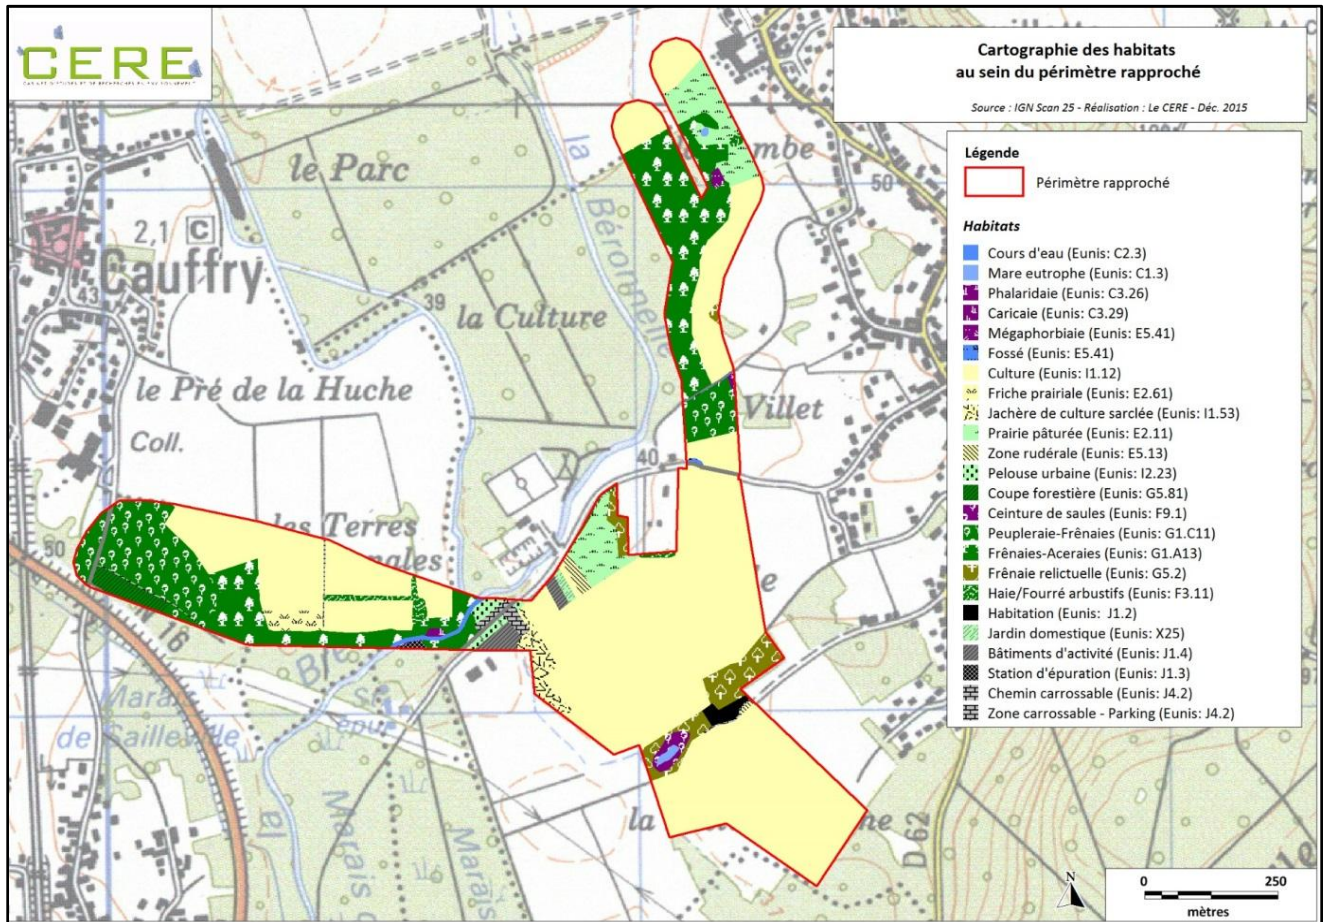 CERE
Cartographie des habitats
au sein du périmètre rapproché
Source : IGN Scan 25 - Réalisation : Le CERE - Déc. 2015
Légende
Périmètre rapproché
Habitats
Cours d'eau (Eunis: C2.3)
Mare eutrophe (Eunis: C1.3)
Phalaridaie (Eunis: C3.26)
Caricaie (Eunis: C3.29)
Mégaphorbiaie (Eunis: E5.41)
Fossé (Eunis: E5.41)
Culture (Eunis: I1.12)
Friche prairiale (Eunis: E2.61)
Jachère de culture sarclée (Eunis: I1.53)
Prairie pâturée (Eunis: E2.11)
Zone rudérale (Eunis: E5.13)
Pelouse urbaine (Eunis: I2.23)
Coupe forestière (Eunis: G5.81)
Ceinture de saules (Eunis: F9.1)
Peupleraie-Frênaies (Eunis: G1.C11)
Frênaies-Aceraies (Eunis: G1.A13)
Frênaie relictuelle (Eunis: G5.2)
Haie/Fourré arbustifs (Eunis: F3.11)
Habitation (Eunis: J1.2)
Jardin domestique (Eunis: X25)
Bâtiments d'activité (Eunis: J1.4)
Station d'épuration (Eunis: J1.3)
Chemin carrossable (Eunis: J4.2)
Zone carrossable - Parking (Eunis: J4.2)
le Parc
la
Béronnelle
mbe
50
2,1 C
Cauffry
43
39
la Culture
le Pré de la Huche
Coll.
Villet
40
les Terres
50
Marais
de Sailleville
Marais
Marais
la
D62
N
0 250
mètres